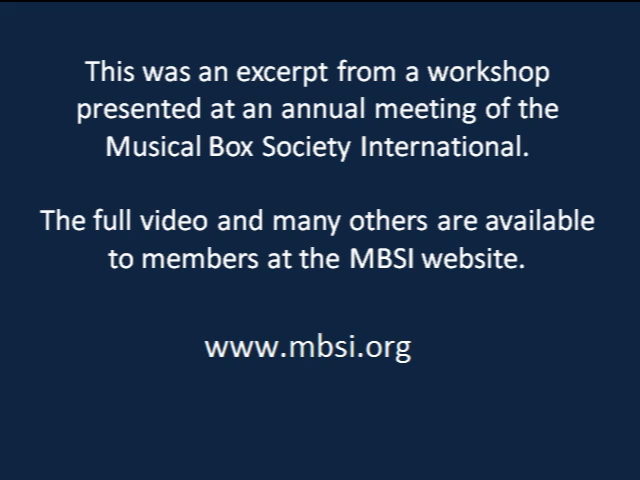 This was an excerpt from a workshop
presented at an annual meeting of the
Musical Box Society International.
The full video and many others are available
to members at the MBSI website.
www.mbsi.org